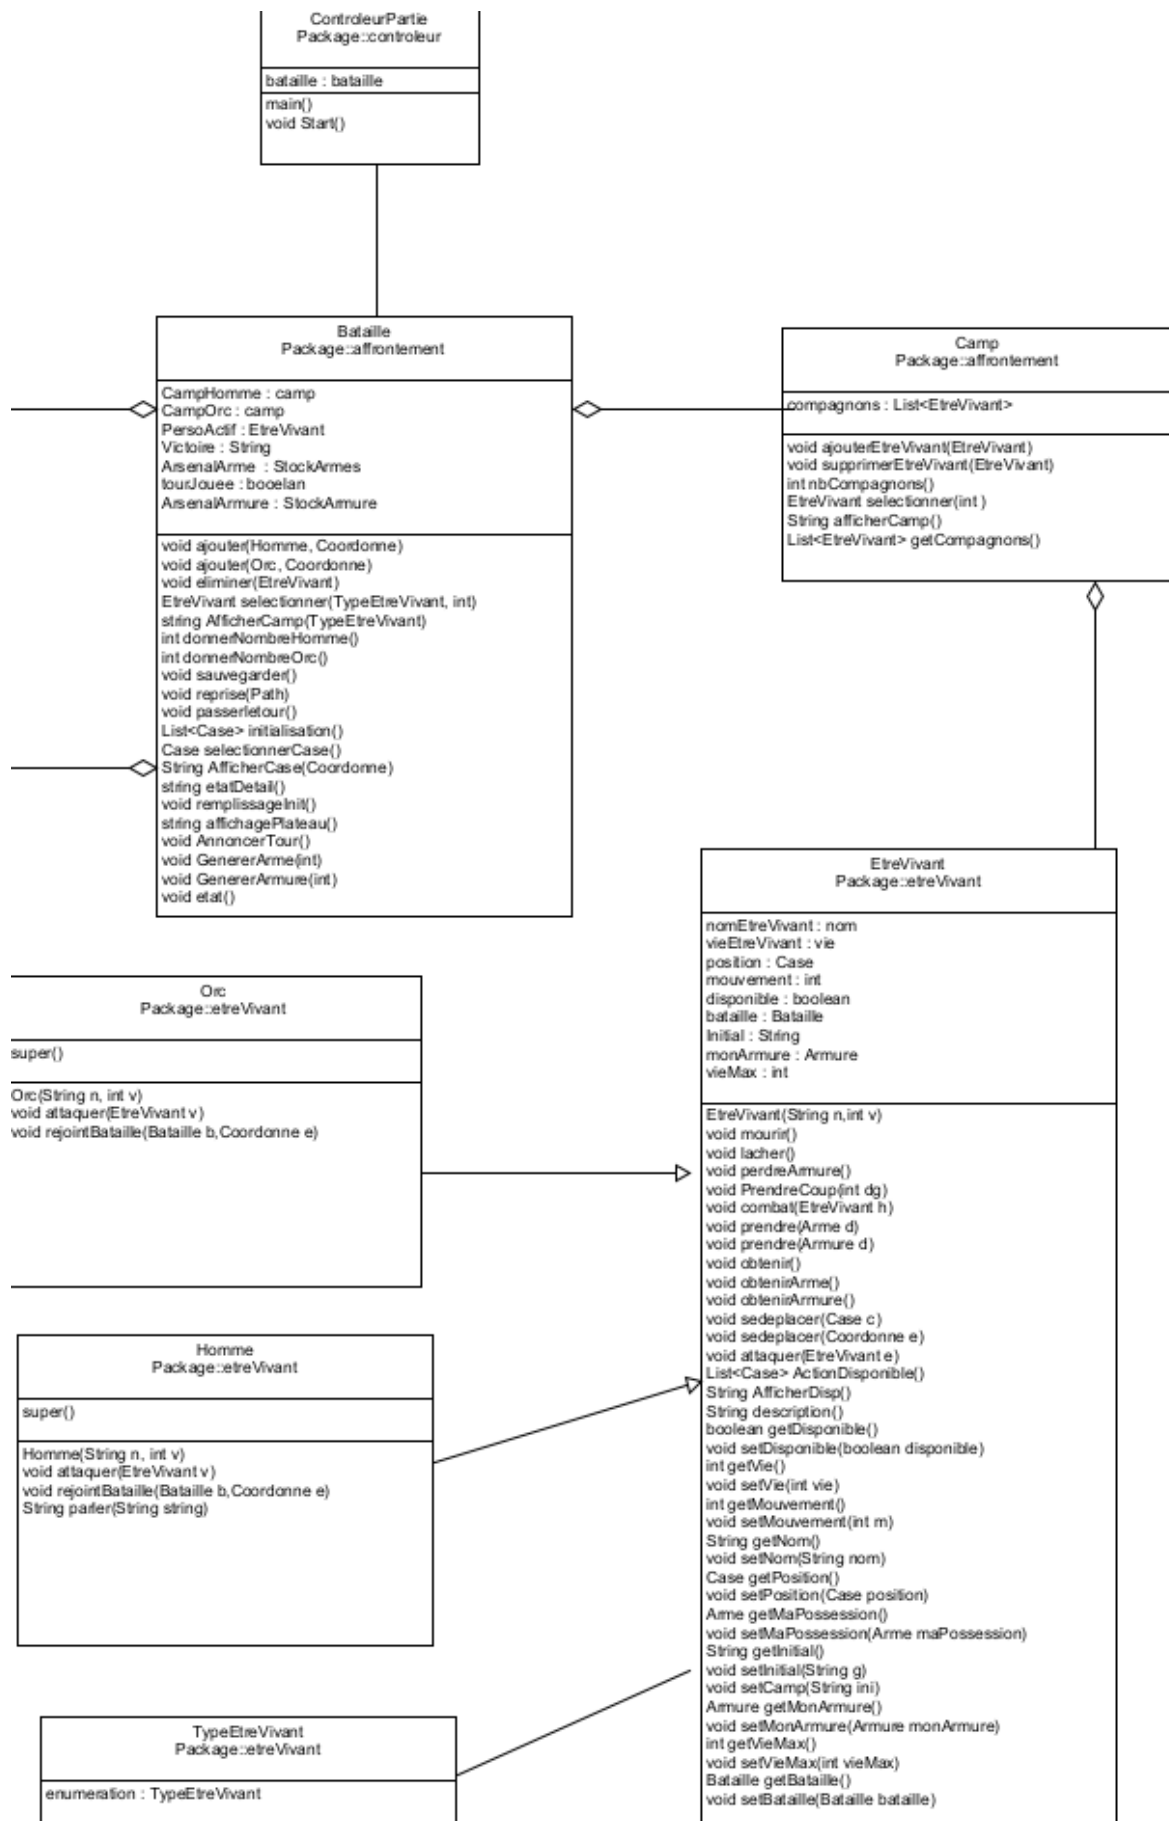 ControleurPartie
Package::controleur
bataille : bataille
main()
void Start()
Bataille
Package::affrontement
CampHomme : camp
CampOrc : camp
PersoActif : EtreVivant
Victoire : String
ArsenalArme : StockArmes
tourJouee : booelan
ArsenalArmure : StockArmure
void ajouter(Homme, Coordonne)
void ajouter(Orc, Coordonne)
void eliminer(EtreVivant)
EtreVivant selectionner(TypeEtreVivant, int)
string AfficherCamp(TypeEtreVivant)
int donnerNombreHomme()
int donnerNombreOrc()
void sauvegarder()
void reprise(Path)
void passerletour()
List<Case> initialisation()
Case selectionnerCase()
String AfficherCase(Coordonne)
string etatDetail()
void remplissageInit()
string affichagePlateau()
void AnnoncerTour()
void GenererArme(int)
void GenererArmure(int)
void etat()
Camp
Package::affrontement
compagnons : List<EtreVivant>
void ajouterEtreVivant(EtreVivant)
void supprimerEtreVivant(EtreVivant)
int nbCompagnons()
EtreVivant selectionner(int )
String afficherCamp()
List<EtreVivant> getCompagnons()
EtreVivant
Package::etreVivant
nomEtreVivant : nom
vieEtreVivant : vie
position : Case
mouvement : int
disponible : boolean
bataille : Bataille
Initial : String
monArmure : Armure
vieMax : int
EtreVivant(String n,int v)
void mourir()
void lacher()
void perdreArmure()
void PrendreCoup(int dg)
void combat(EtreVivant h)
void prendre(Arme d)
void prendre(Armure d)
void obtenir()
void obtenirArme()
void obtenirArmure()
void sedeplacer(Case c)
void sedeplacer(Coordonne e)
void attaquer(EtreVivant e)
List<Case> ActionDisponible()
String AfficherDisp()
String description()
boolean getDisponible()
void setDisponible(boolean disponible)
int getVie()
void setVie(int vie)
int getMouvement()
void setMouvement(int m)
String getNom()
void setNom(String nom)
Case getPosition()
void setPosition(Case position)
Arme getMaPossession()
void setMaPossession(Arme maPossession)
String getInitial()
void setInitial(String g)
void setCamp(String ini)
Armure getMonArmure()
void setMonArmure(Armure monArmure)
int getVieMax()
void setVieMax(int vieMax)
Bataille getBataille()
void setBataille(Bataille bataille)
Orc
Package::etreVivant
super()
Orc(String n, int v)
void attaquer(EtreVivant v)
void rejointBataille(Bataille b,Coordonne e)
Homme
Package::etreVivant
super()
Homme(String n, int v)
void attaquer(EtreVivant v)
void rejointBataille(Bataille b,Coordonne e)
String parler(String string)
TypeEtreVivant
Package::etreVivant
enumeration : TypeEtreVivant